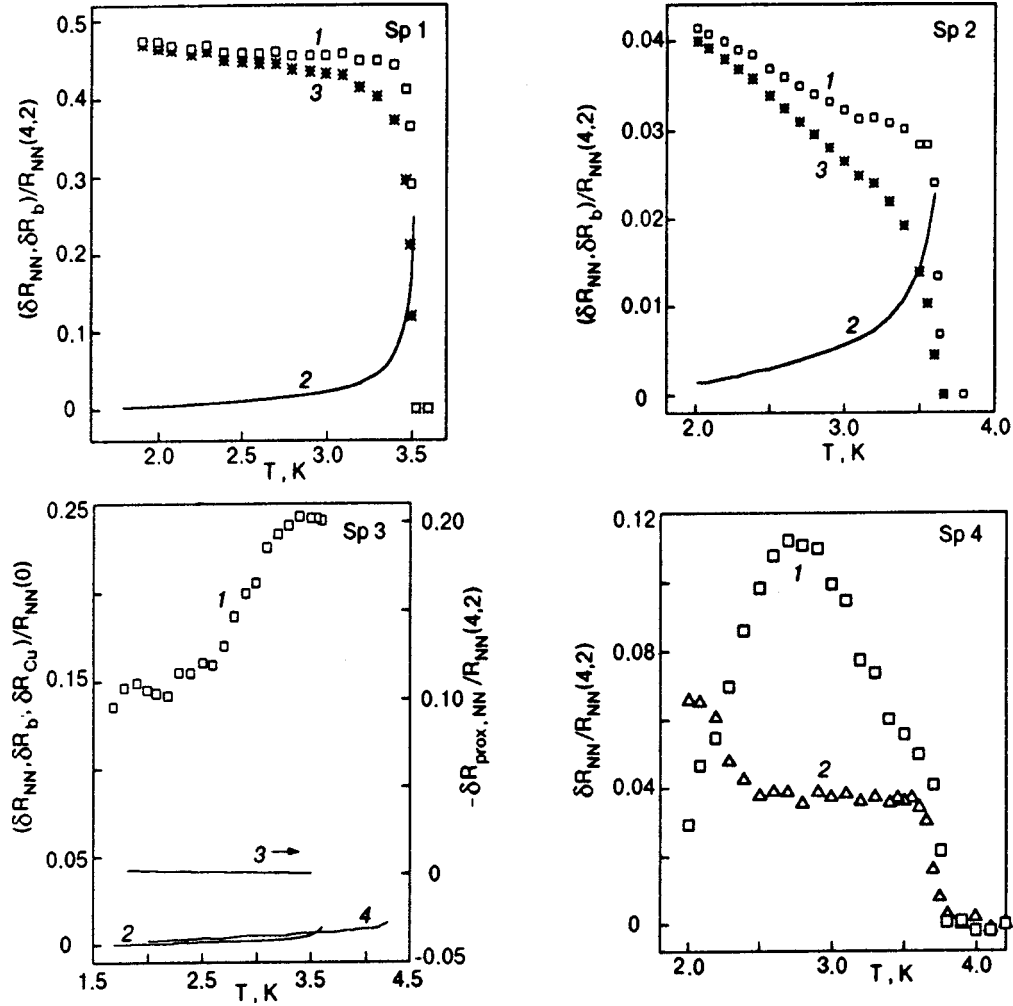 Sp 1
(δR_NN, δR_b)/R_NN(4,2)
0.5
0.4
0.3
0.2
0.1
0
1
3
2
2.0 2.5 3.0 3.5
T, K
Sp 2
(δR_NN, δR_b)/R_NN(4,2)
0.04
0.03
0.02
0.01
0
1
3
2
2.0 3.0 4.0
T, K
Sp 3
(δR_NN, δR_b, δR_Cu)/R_NN(0)
0.25
0.15
0.05
0
1
3
2
4
0.20
0.10
0
-0.05
-δR_prox,NN/R_NN(4,2)
1.5 2.5 3.5 4.5
T, K
Sp 4
δR_NN/R_NN(4,2)
0.12
0.08
0.04
0
1
2
2.0 3.0 4.0
T, K